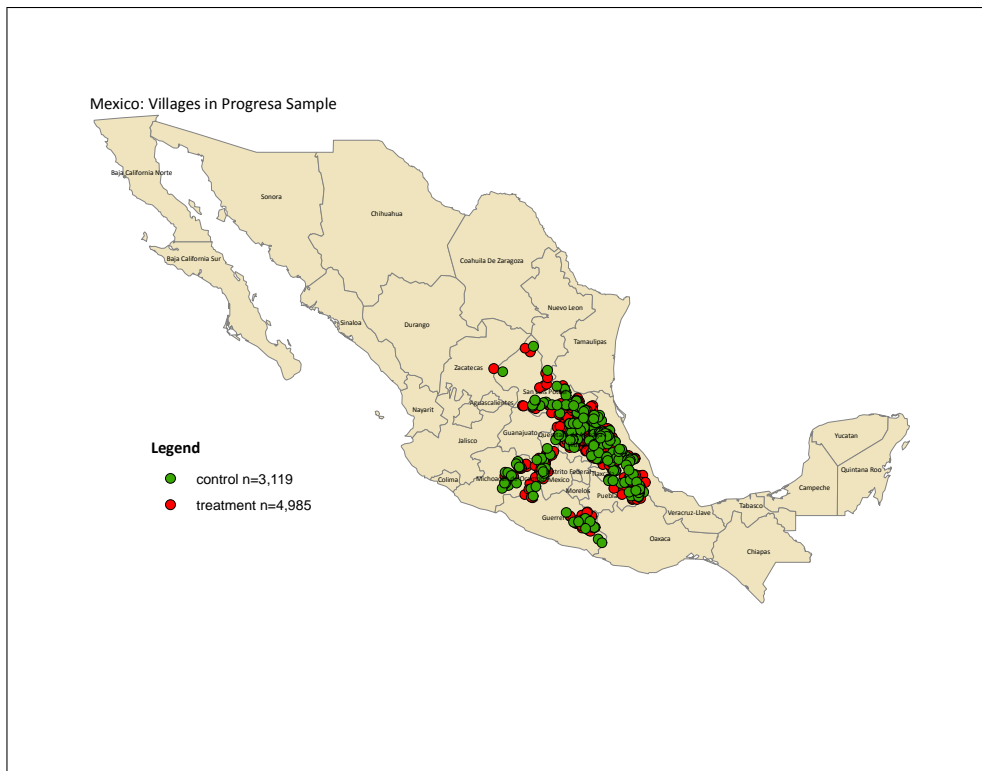 Mexico: Villages in Progresa Sample
Baja California Norte
Sonora
Chihuahua
Coahuila De Zaragoza
Baja California Sur
Nuevo Leon
Sinaloa
Durango
Tamaulipas
Zacatecas
San Luis
Aguascalientes
Nayarit
Guanajuato
Jalisco
Yucatan
Quintana Roo
Campeche
Colima
Mexico
Morelos
Puebla
Tabasco
Veracruz-Llave
Guerrero
Oaxaca
Chiapas
Legend
control n=3,119
treatment n=4,985